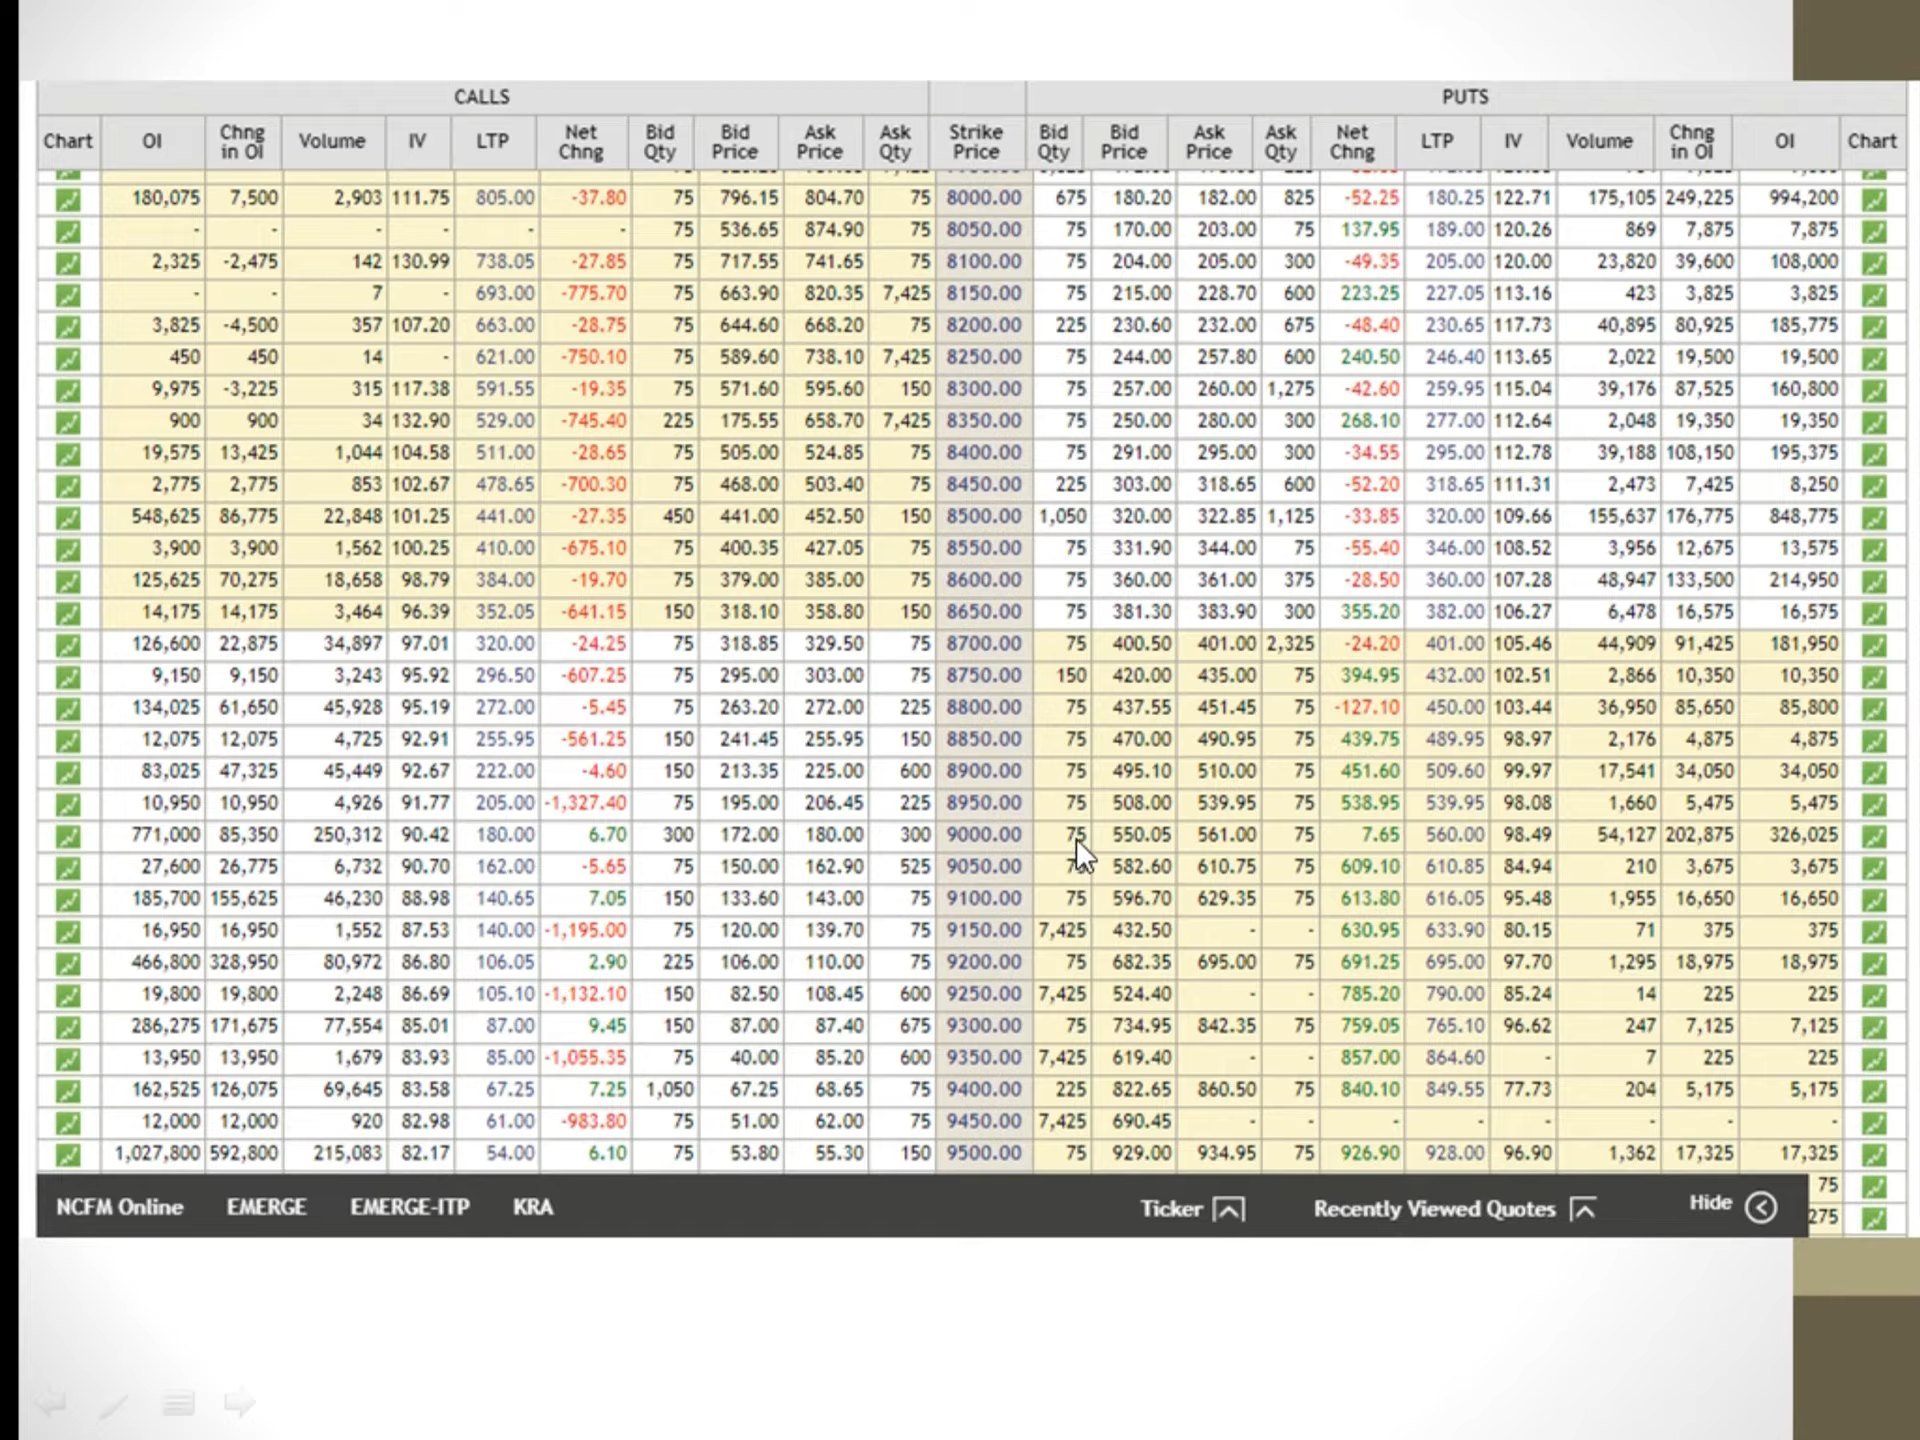 CALLS PUTS
Chart OI Chng in OI Volume IV LTP Net Chng Bid Qty Bid Price Ask Price Ask Qty Strike Price Bid Qty Bid Price Ask Price Ask Qty Net Chng LTP IV Volume Chng in OI OI Chart
180,075 7,500 2,903 111.75 805.00 -37.80 75 796.15 804.70 75 8000.00 675 180.20 182.00 825 -52.25 180.25 122.71 175,105 249,225 994,200
- - - - - - 75 536.65 874.90 75 8050.00 75 170.00 203.00 75 137.95 189.00 120.26 869 7,875 7,875
2,325 -2,475 142 130.99 738.05 -27.85 75 717.55 741.65 75 8100.00 75 204.00 205.00 300 -49.35 205.00 120.00 23,820 39,600 108,000
- - 7 - 693.00 -775.70 75 663.90 820.35 7,425 8150.00 75 215.00 228.70 600 223.25 227.05 113.16 423 3,825 3,825
3,825 -4,500 357 107.20 663.00 -28.75 75 644.60 668.20 75 8200.00 225 230.60 232.00 675 -48.40 230.65 117.73 40,895 80,925 185,775
450 450 14 - 621.00 -750.10 75 589.60 738.10 7,425 8250.00 75 244.00 257.80 600 240.50 246.40 113.65 2,022 19,500 19,500
9,975 -3,225 315 117.38 591.55 -19.35 75 571.60 595.60 150 8300.00 75 257.00 260.00 1,275 -42.60 259.95 115.04 39,176 87,525 160,800
900 900 34 132.90 529.00 -745.40 225 175.55 658.70 7,425 8350.00 75 250.00 280.00 300 268.10 277.00 112.64 2,048 19,350 19,350
19,575 13,425 1,044 104.58 511.00 -28.65 75 505.00 524.85 75 8400.00 75 291.00 295.00 300 -34.55 295.00 112.78 39,188 108,150 195,375
2,775 2,775 853 102.67 478.65 -700.30 75 468.00 503.40 75 8450.00 225 303.00 318.65 600 -52.20 318.65 111.31 2,473 7,425 8,250
548,625 86,775 22,848 101.25 441.00 -27.35 450 441.00 452.50 150 8500.00 1,050 320.00 322.85 1,125 -33.85 320.00 109.66 155,637 176,775 848,775
3,900 3,900 1,562 100.25 410.00 -675.10 75 400.35 427.05 75 8550.00 75 331.90 344.00 75 -55.40 346.00 108.52 3,956 12,675 13,575
125,625 70,275 18,658 98.79 384.00 -19.70 75 379.00 385.00 75 8600.00 75 360.00 361.00 375 -28.50 360.00 107.28 48,947 133,500 214,950
14,175 14,175 3,464 96.39 352.05 -641.15 150 318.10 358.80 150 8650.00 75 381.30 383.90 300 355.20 382.00 106.27 6,478 16,575 16,575
126,600 22,875 34,897 97.01 320.00 -24.25 75 318.85 329.50 75 8700.00 75 400.50 401.00 2,325 -24.20 401.00 105.46 44,909 91,425 181,950
9,150 9,150 3,243 95.92 296.50 -607.25 75 295.00 303.00 75 8750.00 150 420.00 435.00 75 394.95 432.00 102.51 2,866 10,350 10,350
134,025 61,650 45,928 95.19 272.00 -5.45 75 263.20 272.00 225 8800.00 75 437.55 451.45 75 -127.10 450.00 103.44 36,950 85,650 85,800
12,075 12,075 4,725 92.91 255.95 -561.25 150 241.45 255.95 150 8850.00 75 470.00 490.95 75 439.75 489.95 98.97 2,176 4,875 4,875
83,025 47,325 45,449 92.67 222.00 -4.60 150 213.35 225.00 600 8900.00 75 495.10 510.00 75 451.60 509.60 99.97 17,541 34,050 34,050
10,950 10,950 4,926 91.77 205.00 -1,327.40 75 195.00 206.45 225 8950.00 75 508.00 539.95 75 538.95 539.95 98.08 1,660 5,475 5,475
771,000 85,350 250,312 90.42 180.00 6.70 300 172.00 180.00 300 9000.00 75 550.05 561.00 75 7.65 560.00 98.49 54,127 202,875 326,025
27,600 26,775 6,732 90.70 162.00 -5.65 75 150.00 162.90 525 9050.00 582.60 610.75 75 609.10 610.85 84.94 210 3,675 3,675
185,700 155,625 46,230 88.98 140.65 7.05 150 133.60 143.00 75 9100.00 75 596.70 629.35 75 613.80 616.05 95.48 1,955 16,650 16,650
16,950 16,950 1,552 87.53 140.00 -1,195.00 75 120.00 139.70 75 9150.00 7,425 432.50 - - 630.95 633.90 80.15 71 375 375
466,800 328,950 80,972 86.80 106.05 2.90 225 106.00 110.00 75 9200.00 75 682.35 695.00 75 691.25 695.00 97.70 1,295 18,975 18,975
19,800 19,800 2,248 86.69 105.10 -1,132.10 150 82.50 108.45 600 9250.00 7,425 524.40 - - 785.20 790.00 85.24 14 225 225
286,275 171,675 77,554 85.01 87.00 9.45 150 87.00 87.40 675 9300.00 75 734.95 842.35 75 759.05 765.10 96.62 247 7,125 7,125
13,950 13,950 1,679 83.93 85.00 -1,055.35 75 40.00 85.20 600 9350.00 7,425 619.40 - - 857.00 864.60 - 7 225 225
162,525 126,075 69,645 83.58 67.25 7.25 1,050 67.25 68.65 75 9400.00 225 822.65 860.50 75 840.10 849.55 77.73 204 5,175 5,175
12,000 12,000 920 82.98 61.00 -983.80 75 51.00 62.00 75 9450.00 7,425 690.45 - - - - - - - -
1,027,800 592,800 215,083 82.17 54.00 6.10 75 53.80 55.30 150 9500.00 75 929.00 934.95 75 926.90 928.00 96.90 1,362 17,325 17,325
75
NCFM Online EMERGE EMERGE-ITP KRA Ticker Recently Viewed Quotes Hide
275